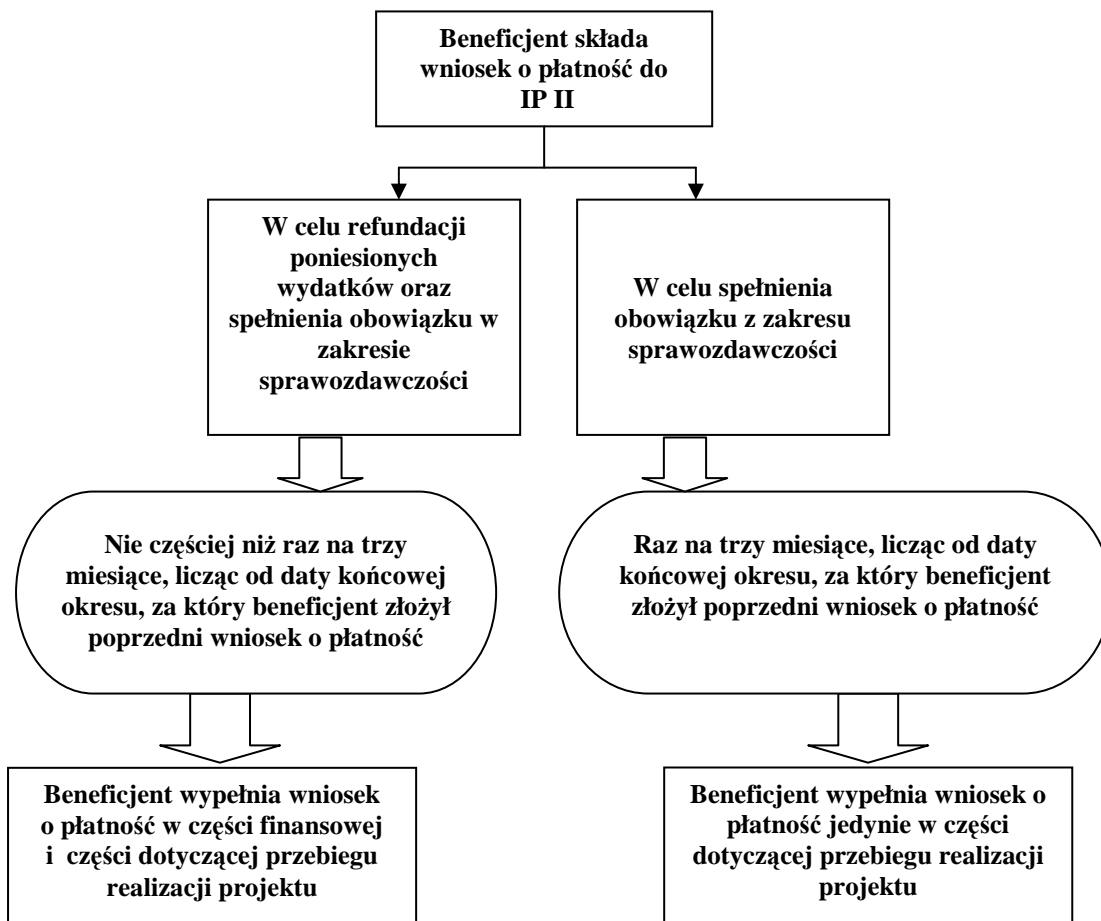 Beneficjent składa
wniosek o płatność do
IP II
W celu refundacji
poniesionych
wydatków oraz
spełnienia obowiązku w
zakresie
sprawozdawczości
W celu spełnienia
obowiązku z zakresu
sprawozdawczości
Nie częściej niż raz na trzy
miesiące, licząc od daty końcowej
okresu, za który beneficjent złożył
poprzedni wniosek o płatność
Raz na trzy miesiące, licząc od daty
końcowej okresu, za który beneficjent
złożył poprzedni wniosek o płatność
Beneficjent wypełnia wniosek
o płatność w części finansowej
i części dotyczącej przebiegu
realizacji projektu
Beneficjent wypełnia wniosek o
płatność jedynie w części
dotyczącej przebiegu realizacji
projektu